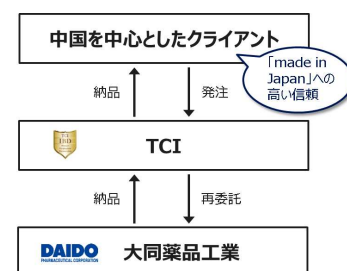 中国を中心としたクライアント
「made in
Japan」への
高い信頼
納品
発注
TCI
納品
再委託
DAIDO
PHARMACEUTICAL CORPORATION
大同薬品工業